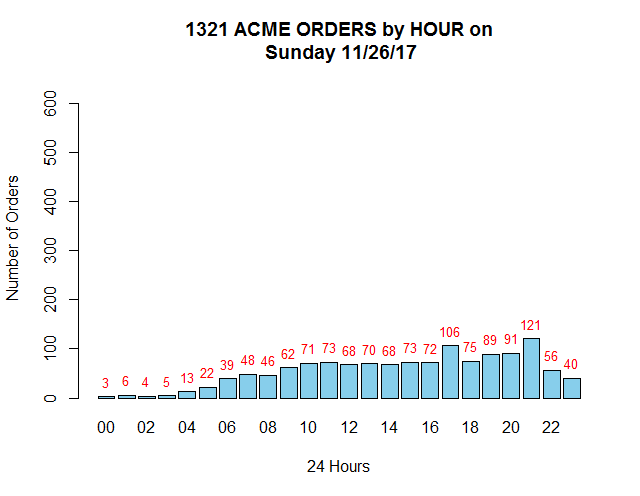 1321 ACME ORDERS by HOUR on
Sunday 11/26/17
Number of Orders
600
500
400
300
200
100
0
3 6 4 5 13 22 39 48 46 62 71 73 68 70 68 73 72 106 75 89 91 121 56 40
00 02 04 06 08 10 12 14 16 18 20 22
24 Hours